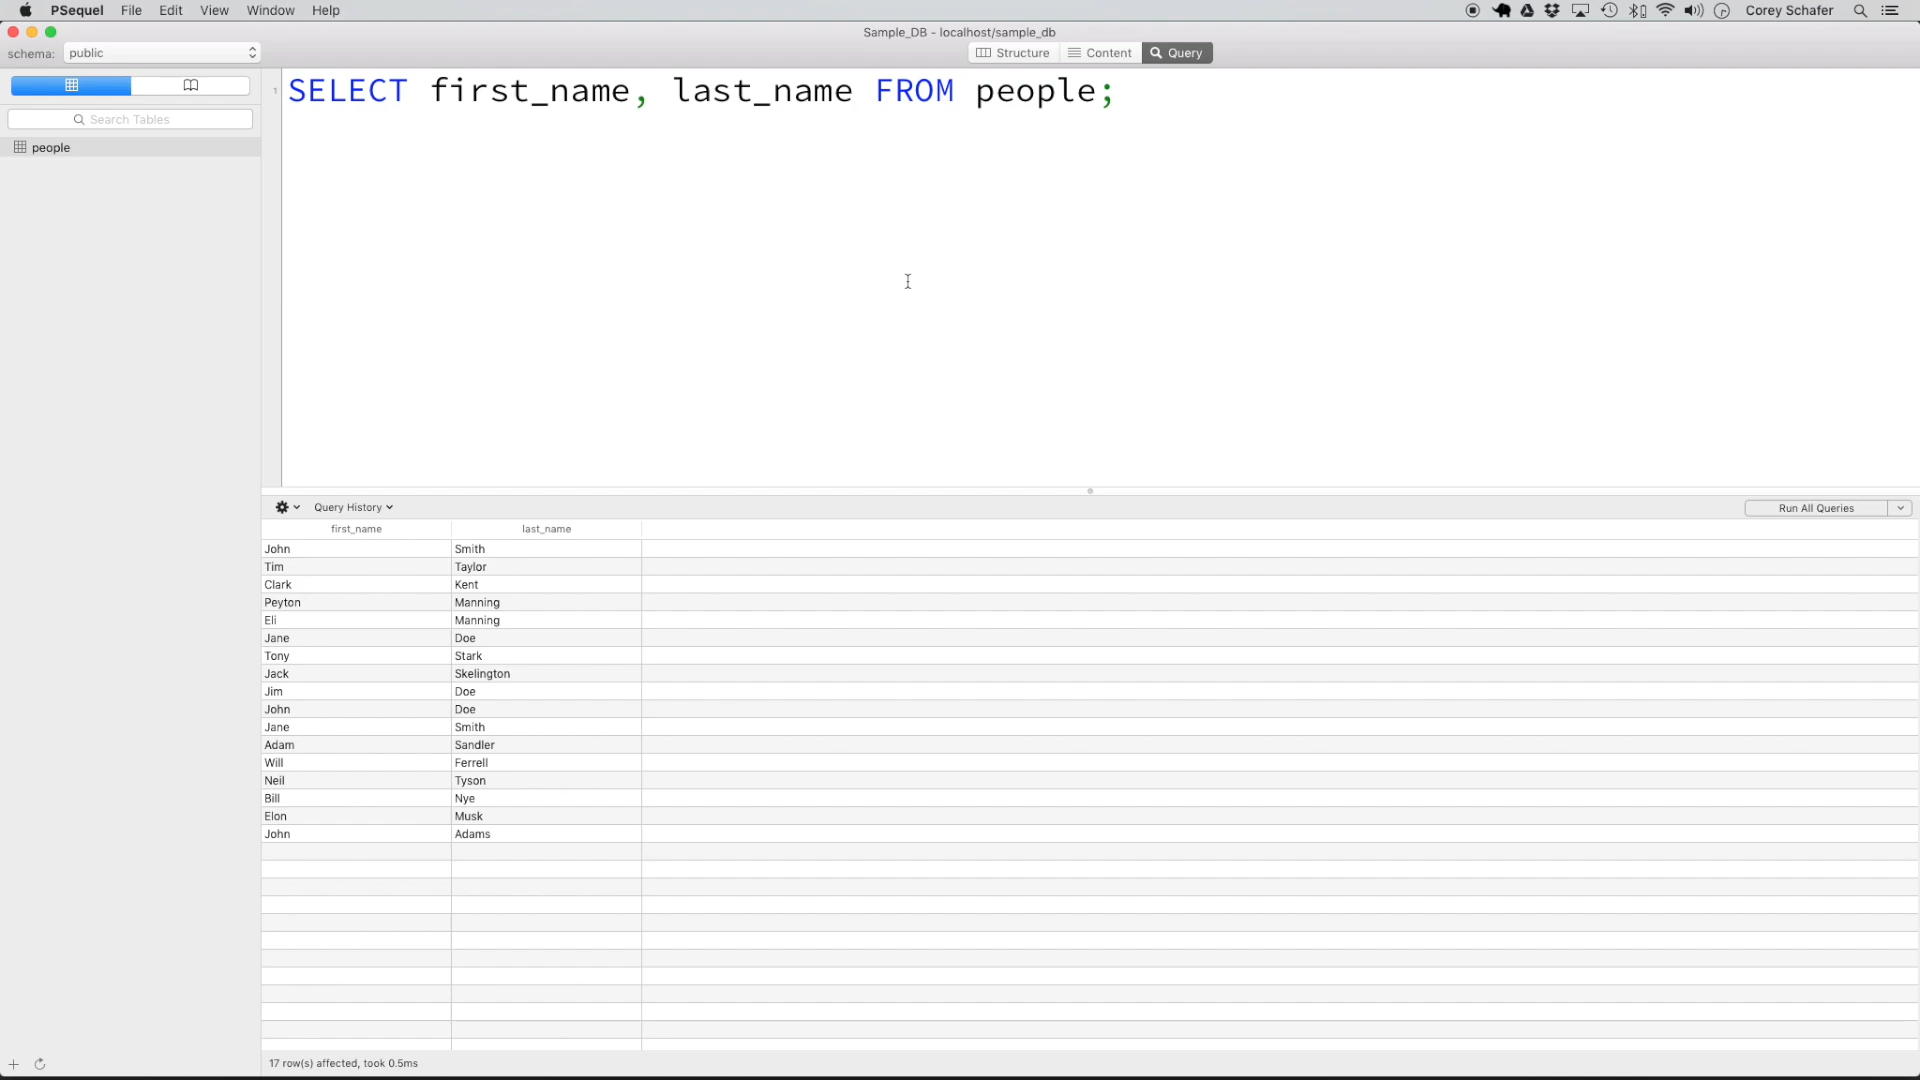 PSequel File Edit View Window Help Corey Schafer
Sample_DB - localhost/sample_db
schema: public Structure Content Query
Search Tables
people
1 SELECT first_name, last_name FROM people;
Query History Run All Queries
first_name last_name
John Smith
Tim Taylor
Clark Kent
Peyton Manning
Eli Manning
Jane Doe
Tony Stark
Jack Skelington
Jim Doe
John Doe
Jane Smith
Adam Sandler
Will Ferrell
Neil Tyson
Bill Nye
Elon Musk
John Adams
17 row(s) affected, took 0.5ms